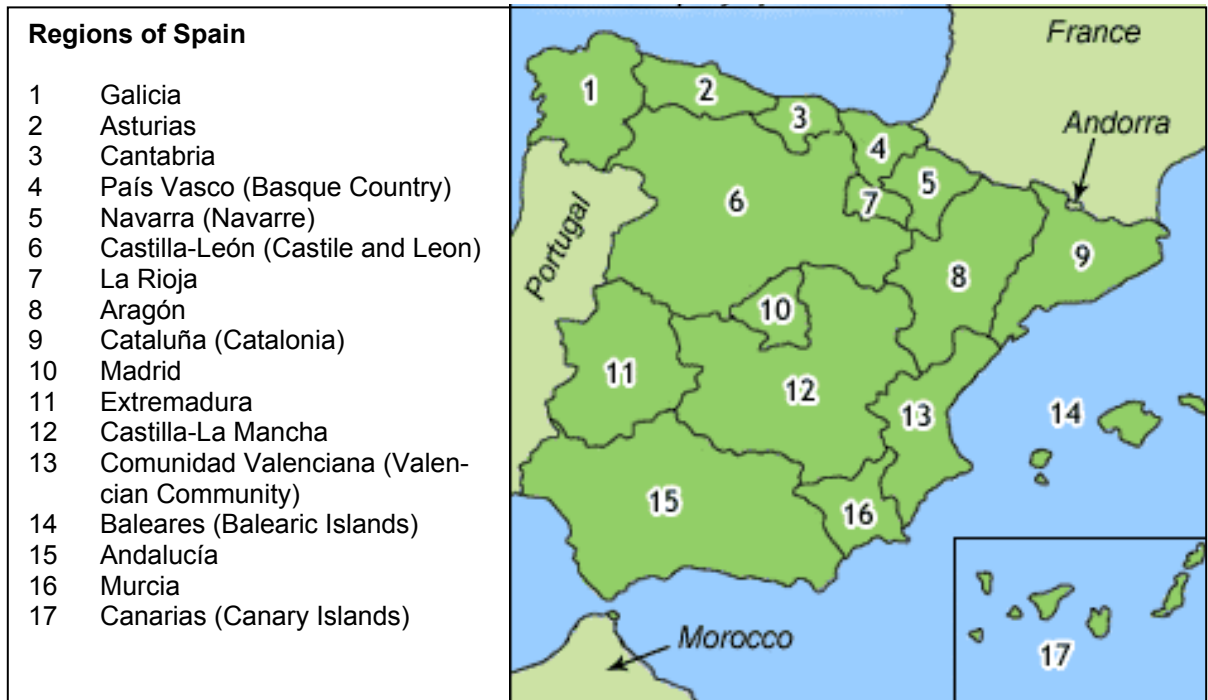 Regions of Spain
1 Galicia
2 Asturias
3 Cantabria
4 País Vasco (Basque Country)
5 Navarra (Navarre)
6 Castilla-León (Castile and Leon)
7 La Rioja
8 Aragón
9 Cataluña (Catalonia)
10 Madrid
11 Extremadura
12 Castilla-La Mancha
13 Comunidad Valenciana (Valen-
cian Community)
14 Baleares (Balearic Islands)
15 Andalucía
16 Murcia
17 Canarias (Canary Islands)
France
Andorra
Portugal
Morocco
1
2
3
4
5
6
7
8
9
10
11
12
13
14
15
16
17